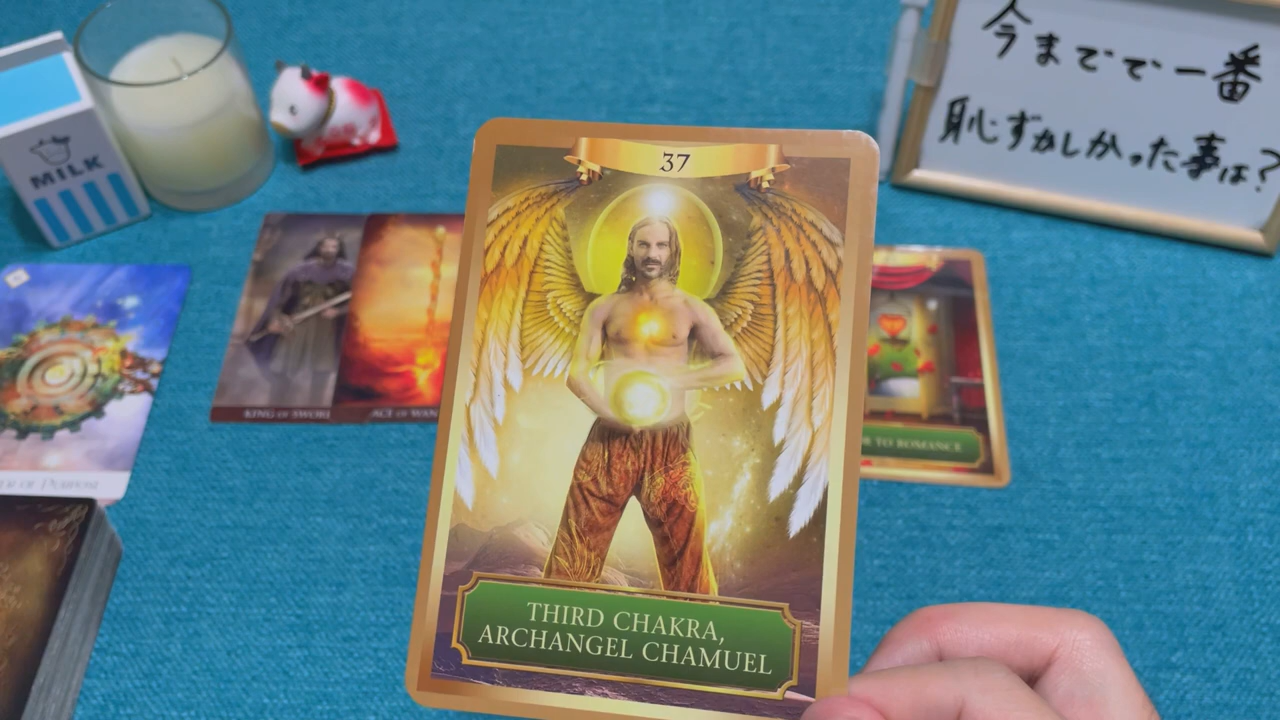 今までで一番
恥ずかしかった事は?
MILK
37
KING OF SWORD
ACE OF WAN
TO ROMANCE
THIRD CHAKRA,
ARCHANGEL CHAMUEL